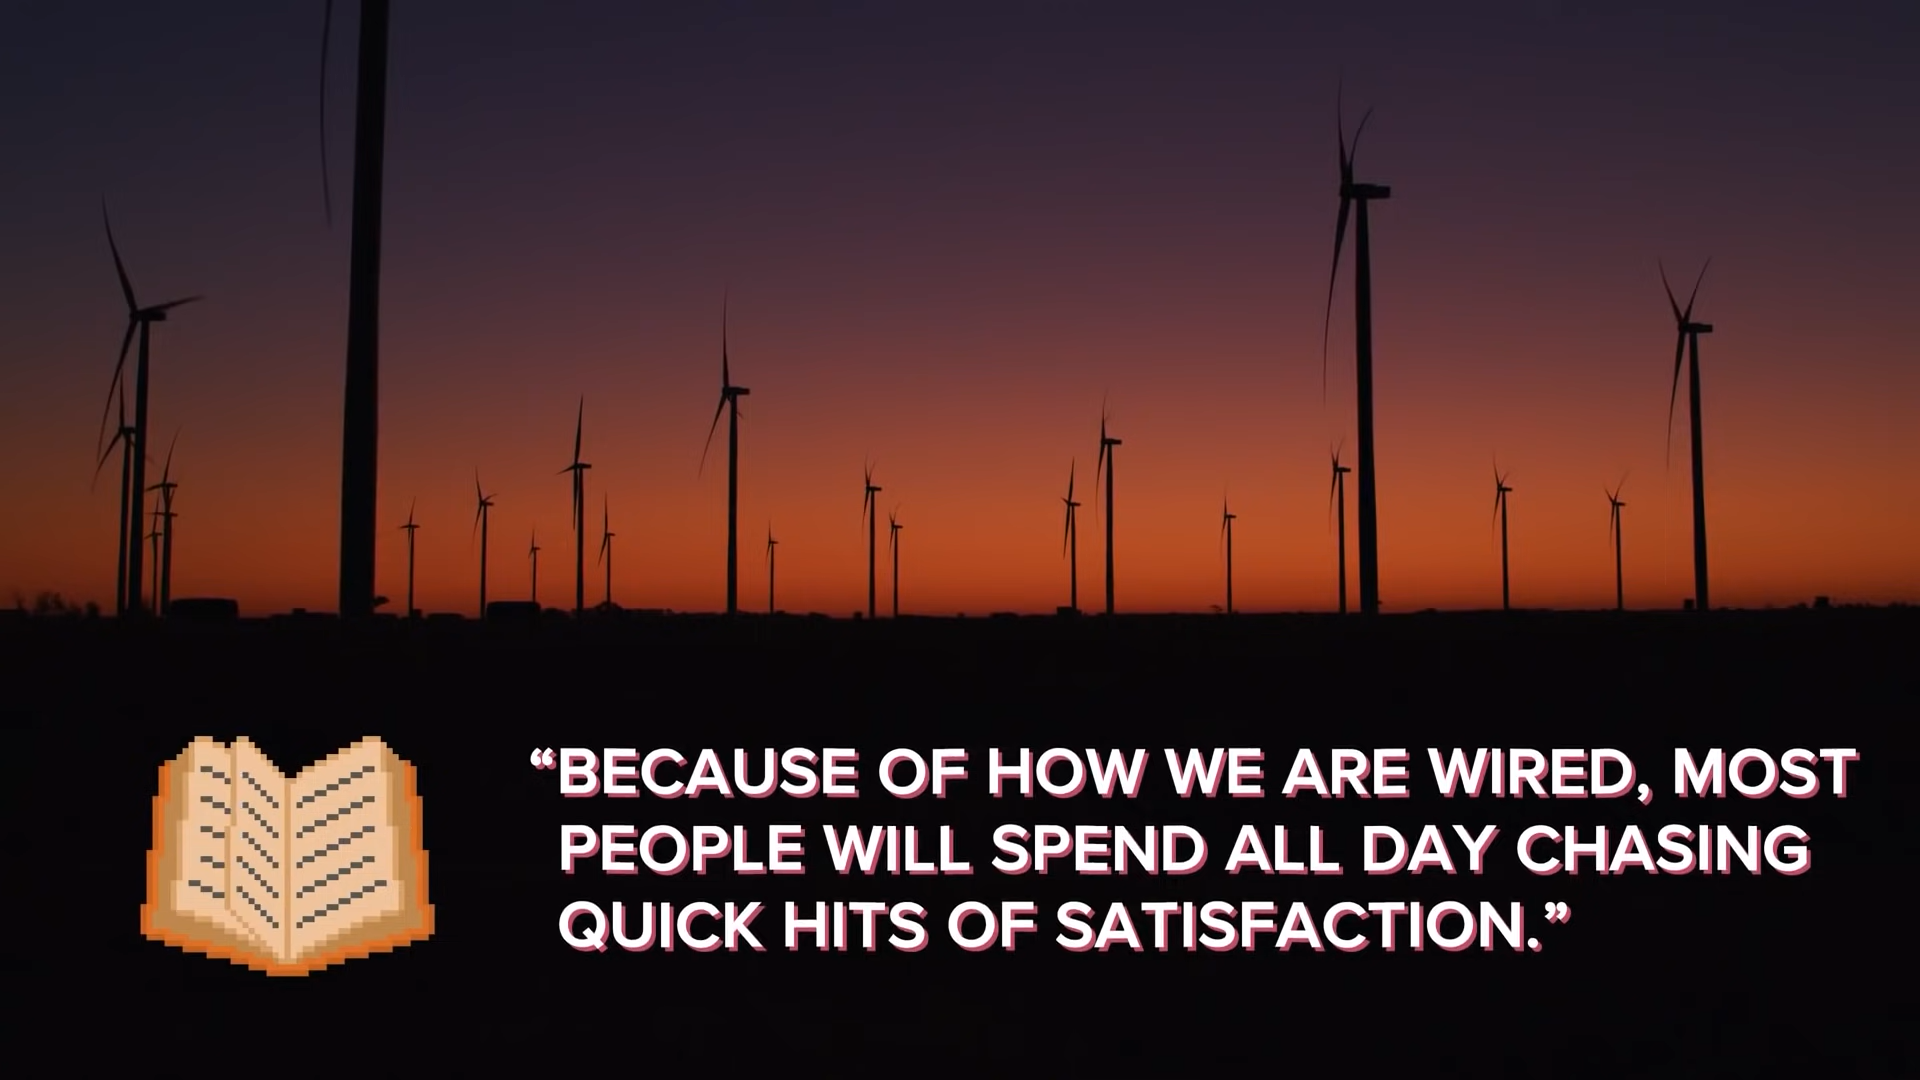 “BECAUSE OF HOW WE ARE WIRED, MOST
PEOPLE WILL SPEND ALL DAY CHASING
QUICK HITS OF SATISFACTION.”